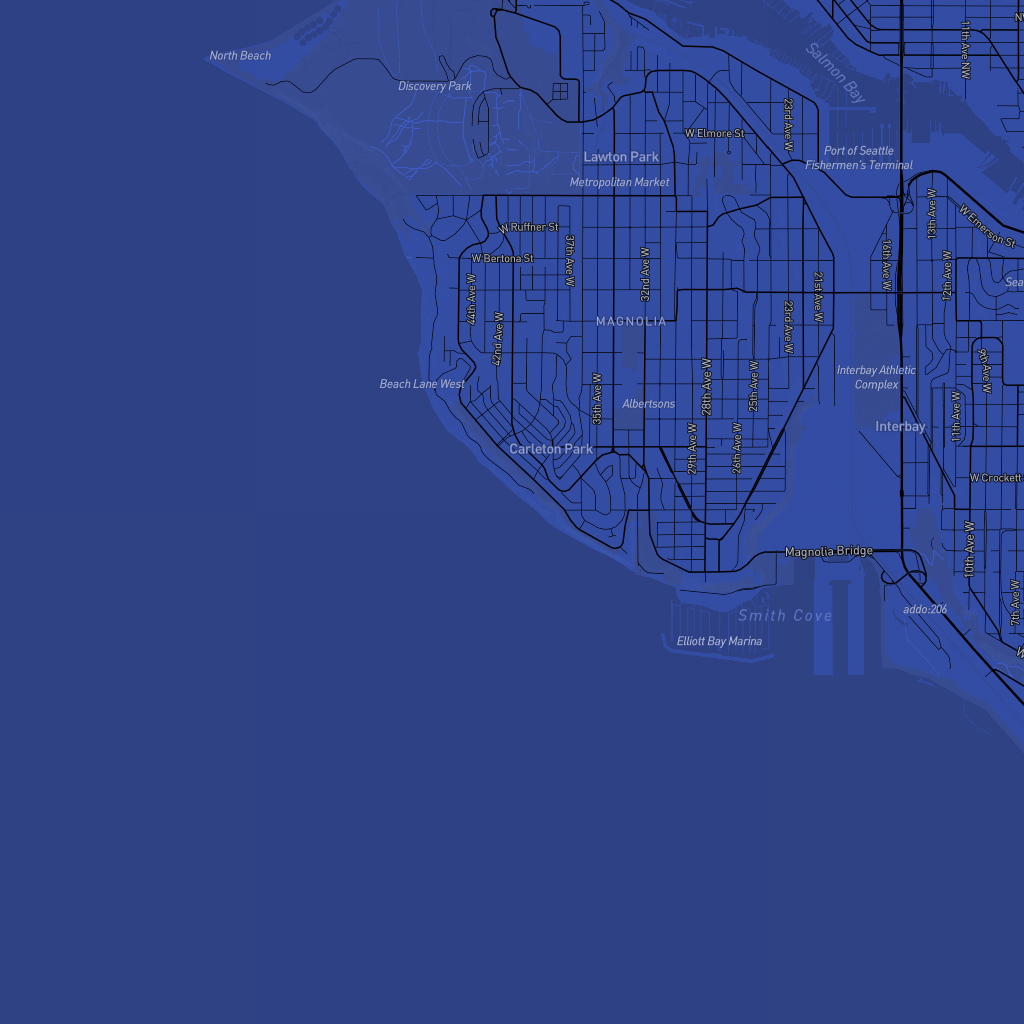 11th Ave NW
North Beach
Salmon Bay
Discovery Park
23rd Ave W
W Elmore St
Lawton Park
Port of Seattle
Fishermen's Terminal
Metropolitan Market
13th Ave W
W Ruffner St
W Emerson St
37th Ave W
W Bertona St
32nd Ave W
16th Ave W
12th Ave W
44th Ave W
21st Ave W
Sea
MAGNOLIA
23rd Ave W
42nd Ave W
Interbay Athletic
Complex
9th Ave W
Beach Lane West
28th Ave W
25th Ave W
35th Ave W
Albertsons
11th Ave W
Interbay
Carleton Park
29th Ave W
26th Ave W
W Crockett
Magnolia Bridge
10th Ave W
7th Ave W
addo:206
Smith Cove
Elliott Bay Marina
W